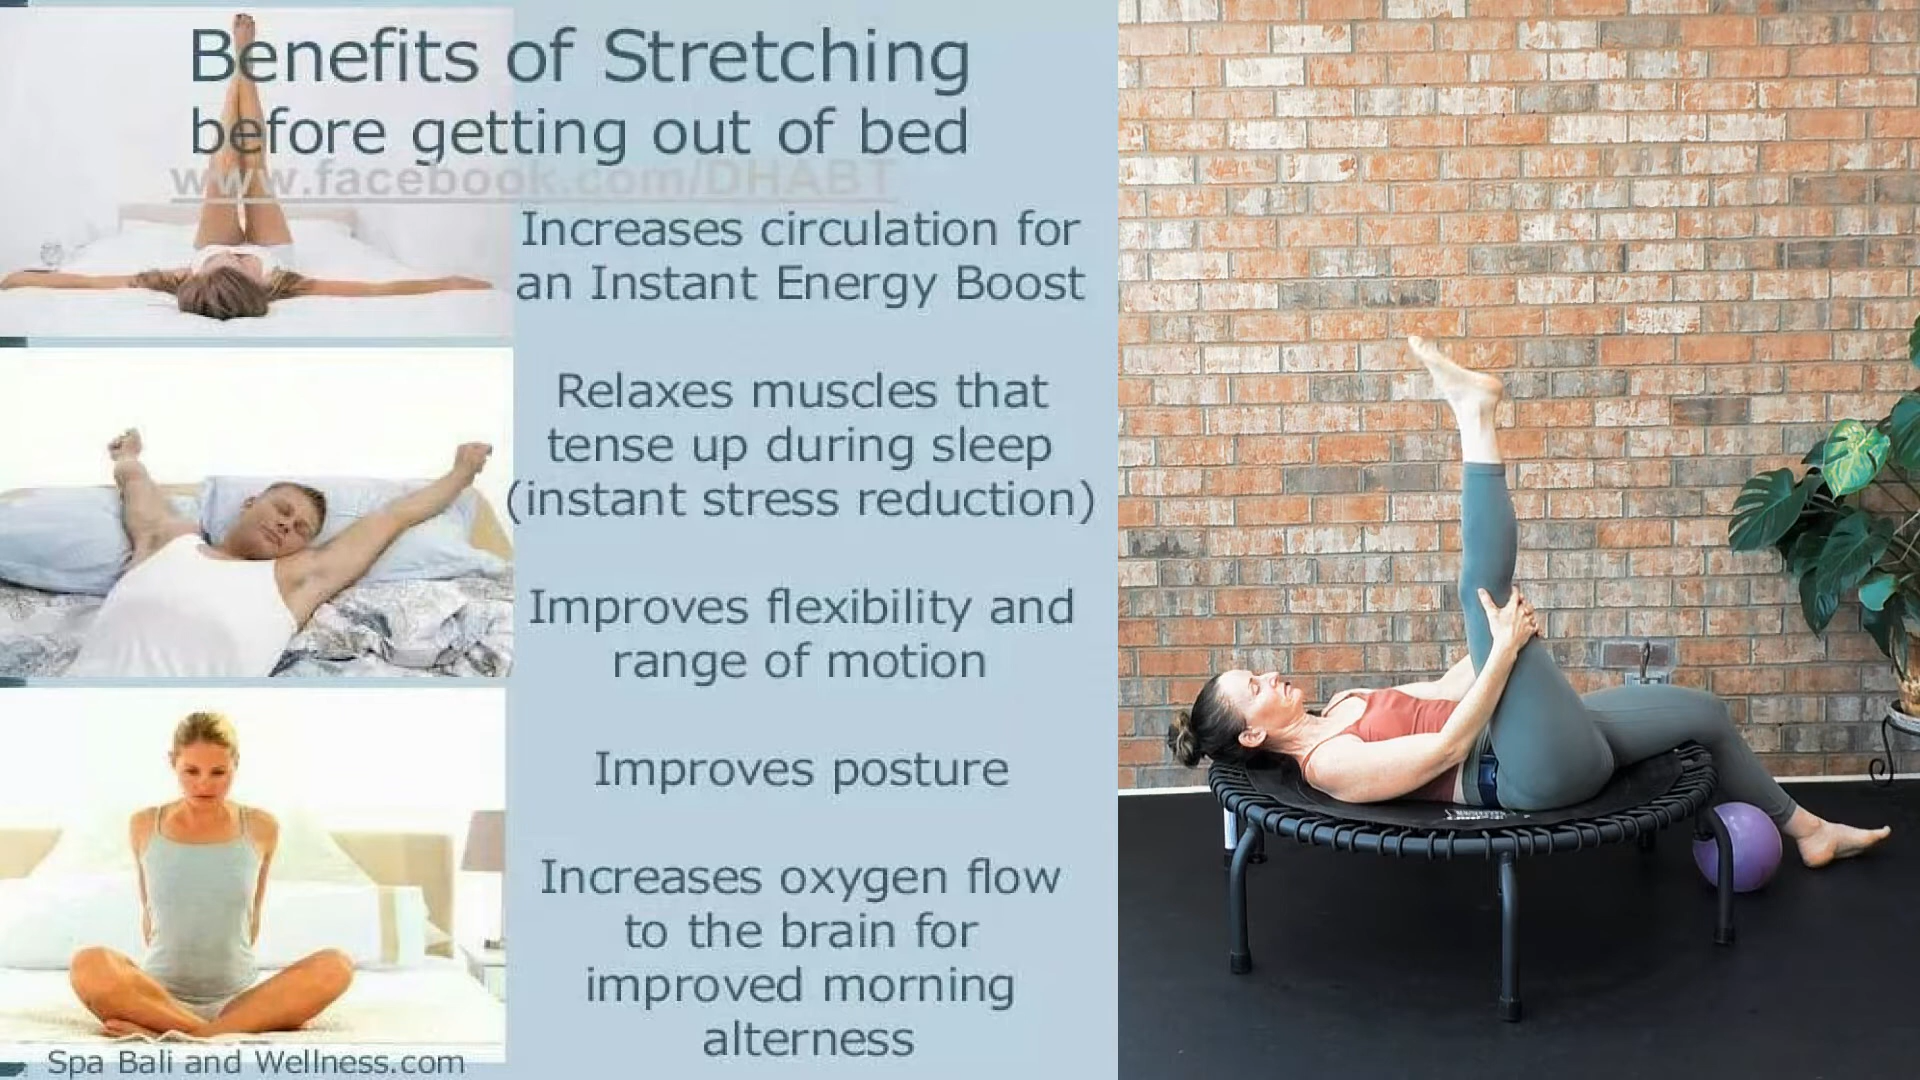 Benefits of Stretching
before getting out of bed
www.facebook.com/DHABT
Increases circulation for
an Instant Energy Boost
Relaxes muscles that
tense up during sleep
(instant stress reduction)
Improves flexibility and
range of motion
Improves posture
Increases oxygen flow
to the brain for
improved morning
alterness
Spa Bali and Wellness.com